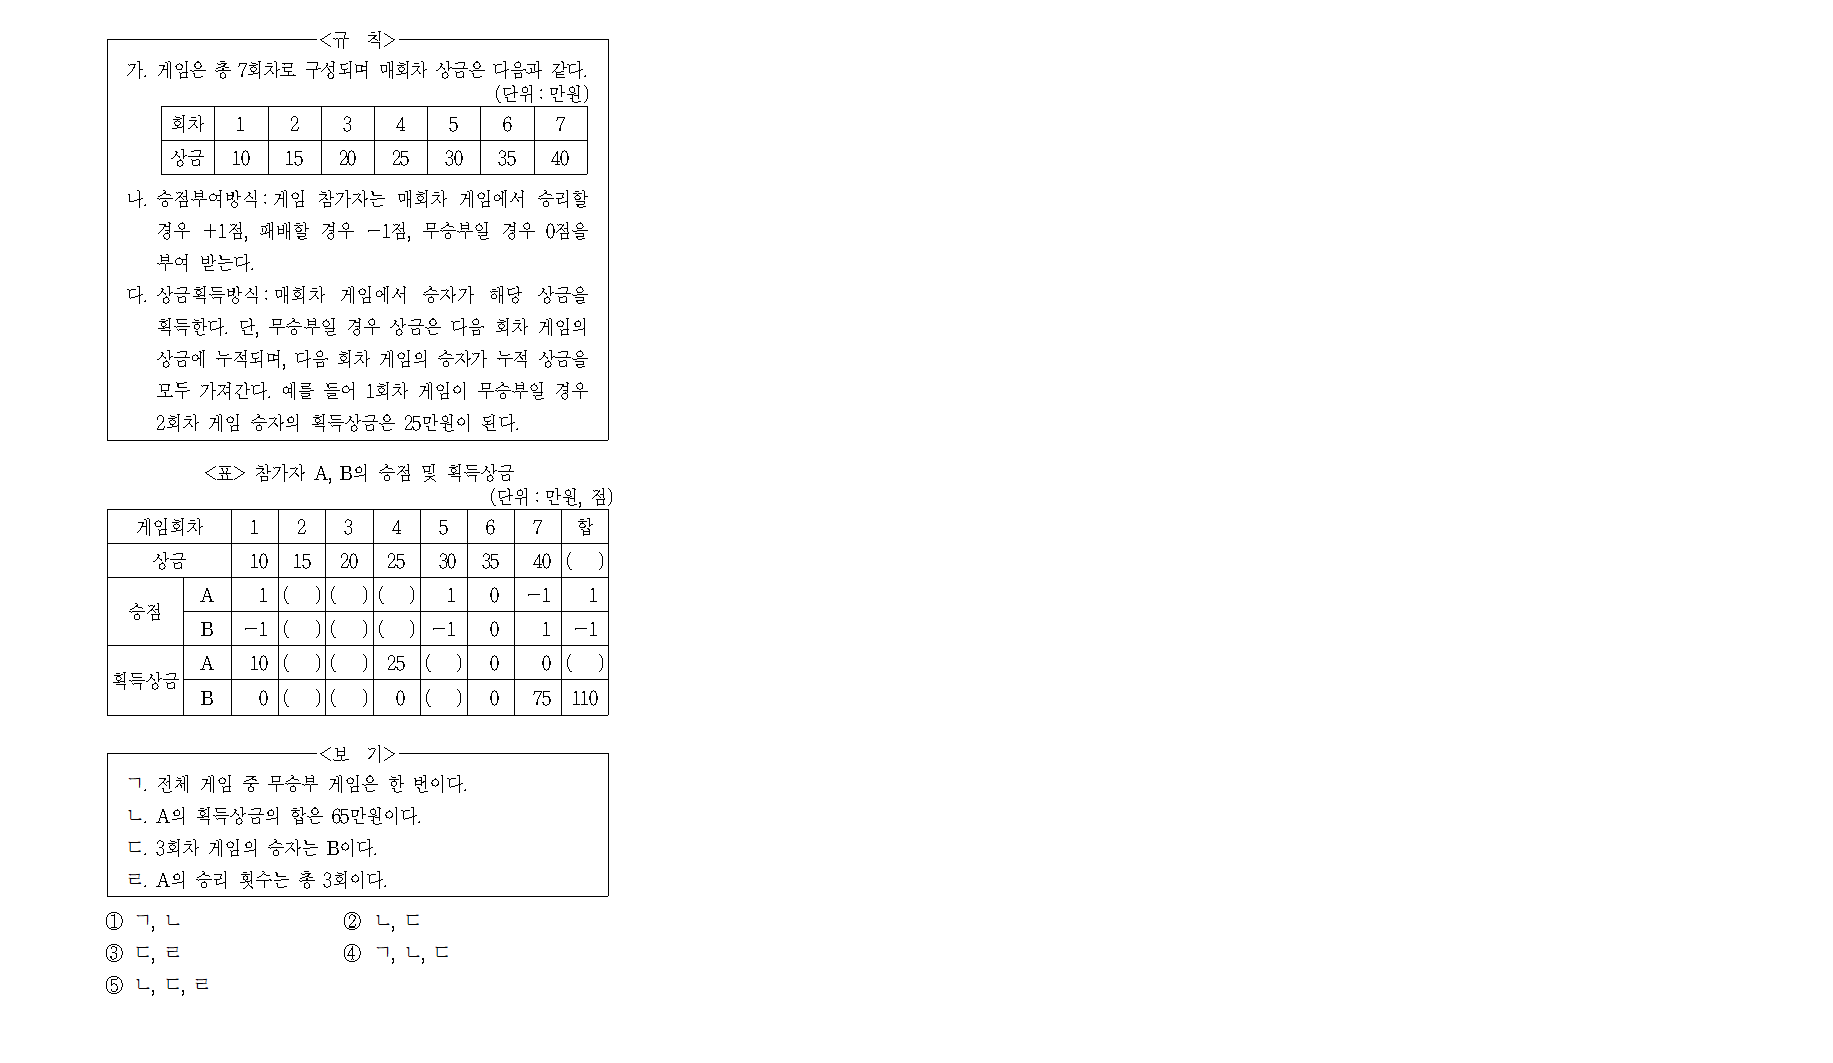 <규 칙>
가. 게임은 총 7회차로 구성되며 매회차 상금은 다음과 같다.
(단위 : 만원)
회차 1 2 3 4 5 6 7
상금 10 15 20 25 30 35 40
나. 승점부여방식 : 게임 참가자는 매회차 게임에서 승리할
경우 +1점, 패배할 경우 -1점, 무승부일 경우 0점을
부여 받는다.
다. 상금획득방식 : 매회차 게임에서 승자가 해당 상금을
획득한다. 단, 무승부일 경우 상금은 다음 회차 게임의
상금에 누적되며, 다음 회차 게임의 승자가 누적 상금을
모두 가져간다. 예를 들어 1회차 게임이 무승부일 경우
2회차 게임 승자의 획득상금은 25만원이 된다.
<표> 참가자 A, B의 승점 및 획득상금
(단위 : 만원, 점)
게임회차 1 2 3 4 5 6 7 합
상금 10 15 20 25 30 35 40 ( )
승점 A 1 ( ) ( ) ( ) 1 0 -1 1
B -1 ( ) ( ) ( ) -1 0 1 -1
획득상금 A 10 ( ) ( ) 25 ( ) 0 0 ( )
B 0 ( ) ( ) 0 ( ) 0 75 110
<보 기>
ㄱ. 전체 게임 중 무승부 게임은 한 번이다.
ㄴ. A의 획득상금의 합은 65만원이다.
ㄷ. 3회차 게임의 승자는 B이다.
ㄹ. A의 승리 횟수는 총 3회이다.
① ㄱ, ㄴ ② ㄴ, ㄷ
③ ㄷ, ㄹ ④ ㄱ, ㄴ, ㄷ
⑤ ㄴ, ㄷ, ㄹ